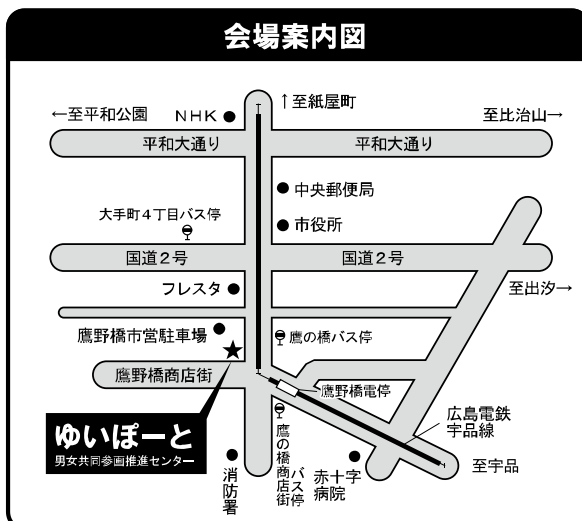 会場案内図
←至平和公園
NHK
↑至紙屋町
至比治山→
平和大通り
平和大通り
中央郵便局
大手町4丁目バス停
市役所
国道2号
国道2号
フレスタ
至出汐→
鷹野橋市営駐車場
鷹の橋バス停
鷹野橋商店街
鷹野橋電停
ゆいぽーと
男女共同参画推進センター
広島電鉄
宇品線
鷹の橋商店街
バス停
消防署
赤十字
病院
至宇品